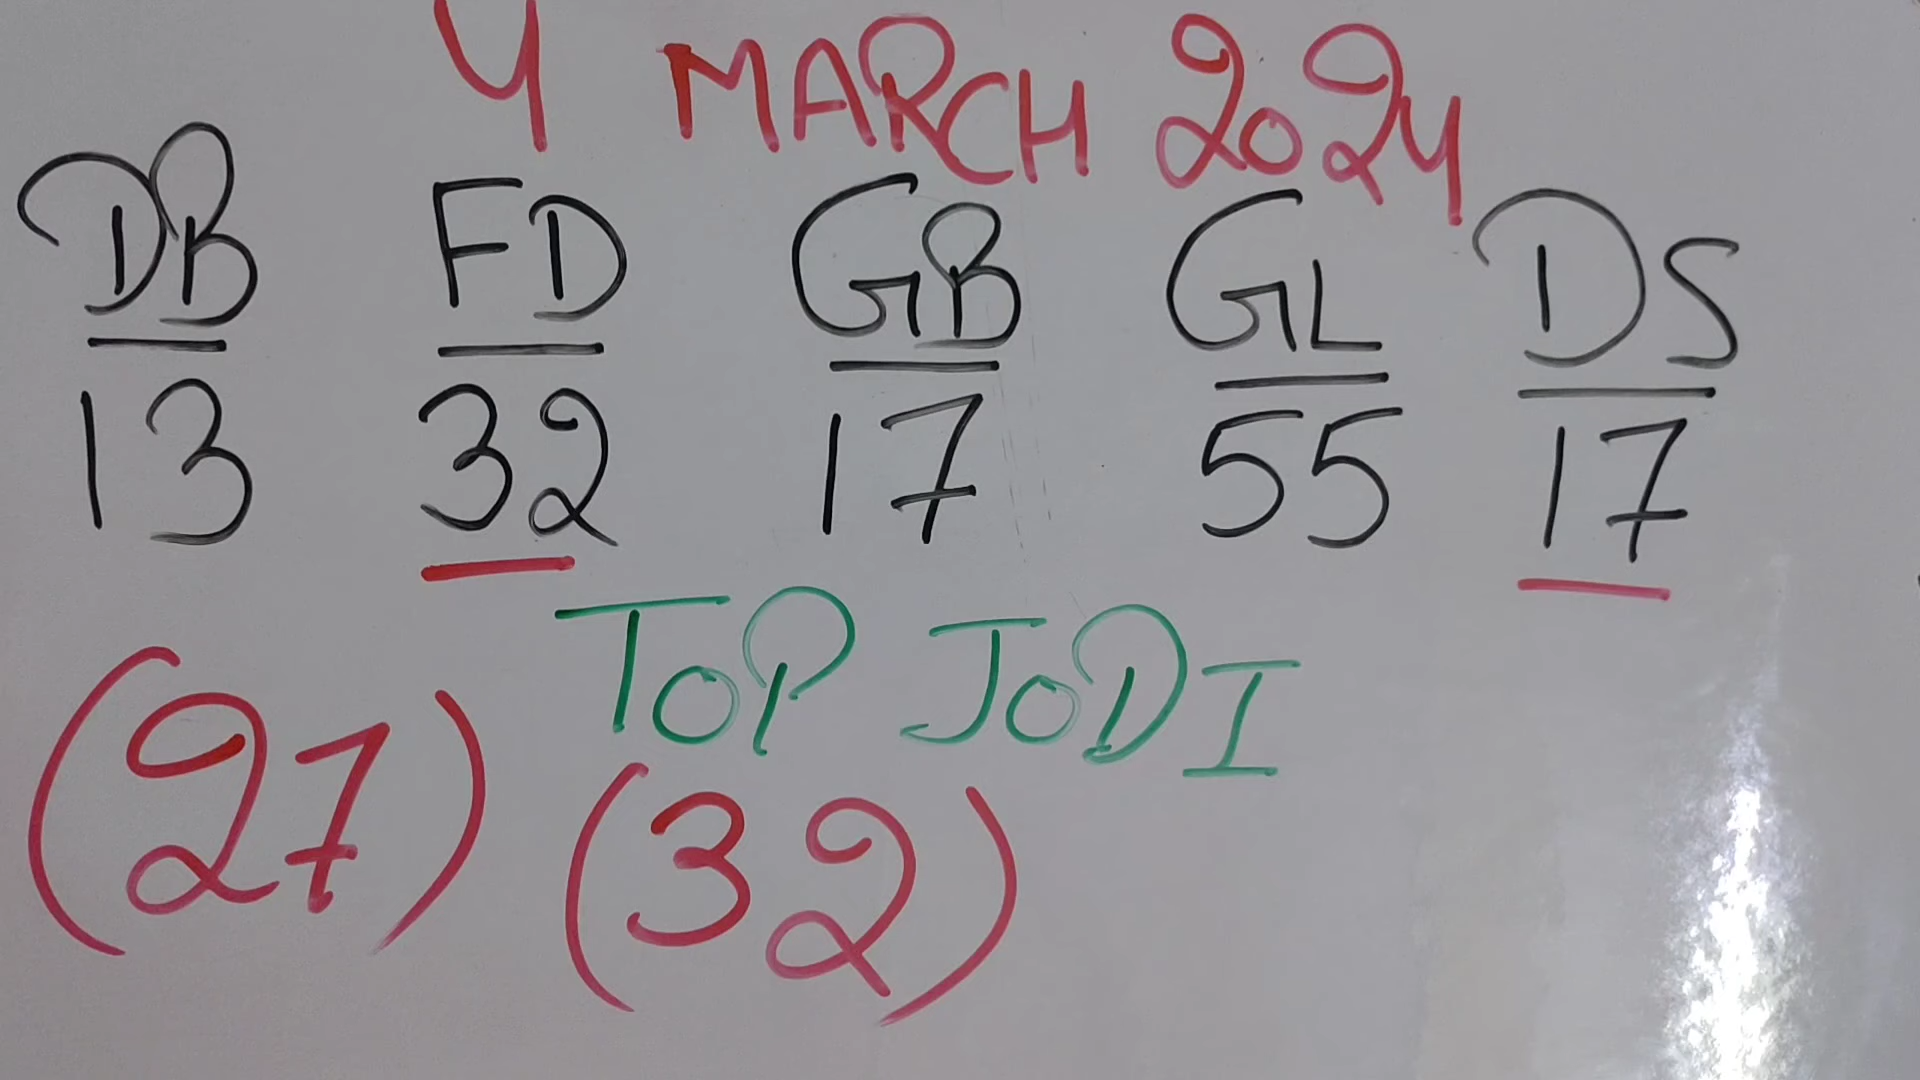 4 MARCH 2024
DB FD GB GL DS
13 32 17 55 17
TOP JODI
(27) (32)